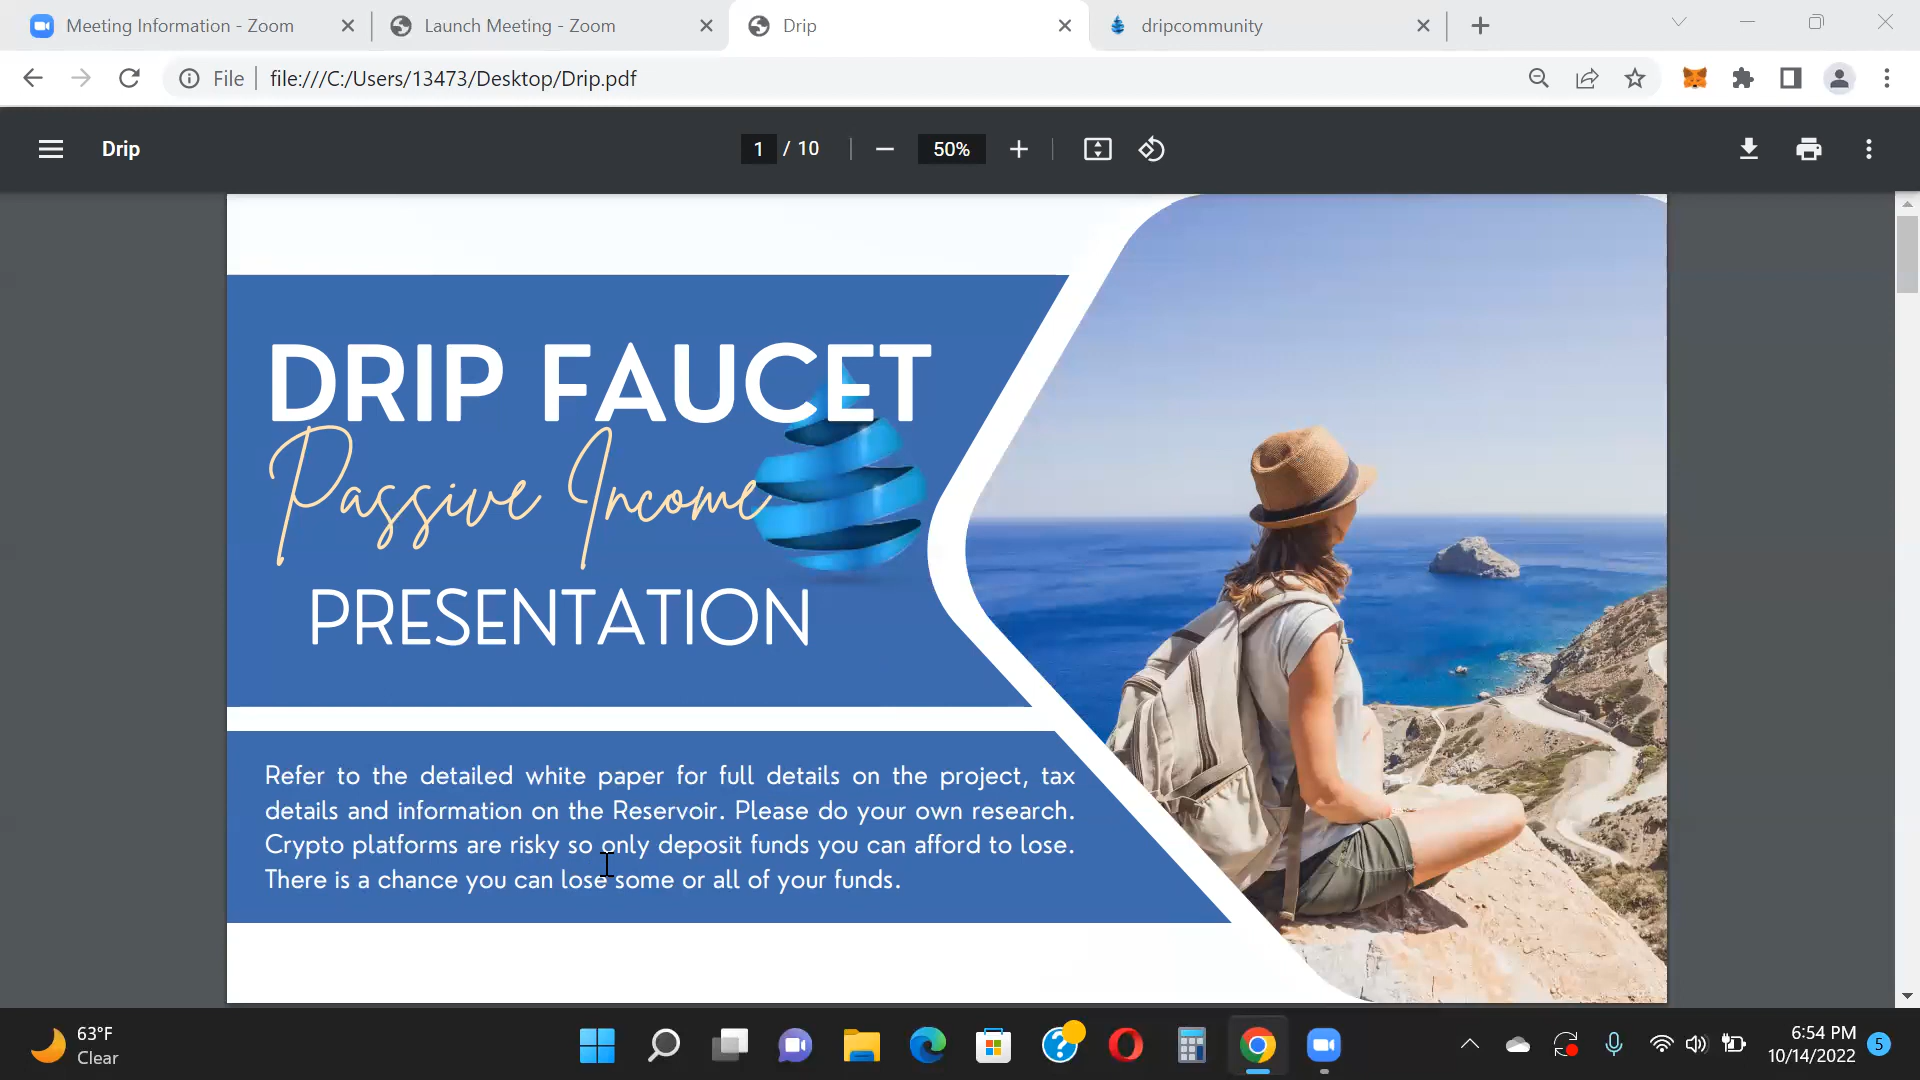 Meeting Information - Zoom
Launch Meeting - Zoom
Drip
dripcommunity
File
file:///C:/Users/13473/Desktop/Drip.pdf
Drip
1 / 10
50%
DRIP FAUCET
Passive Income
PRESENTATION
Refer to the detailed white paper for full details on the project, tax
details and information on the Reservoir. Please do your own research.
Crypto platforms are risky so only deposit funds you can afford to lose.
There is a chance you can lose some or all of your funds.
63°F
Clear
6:54 PM
10/14/2022
5